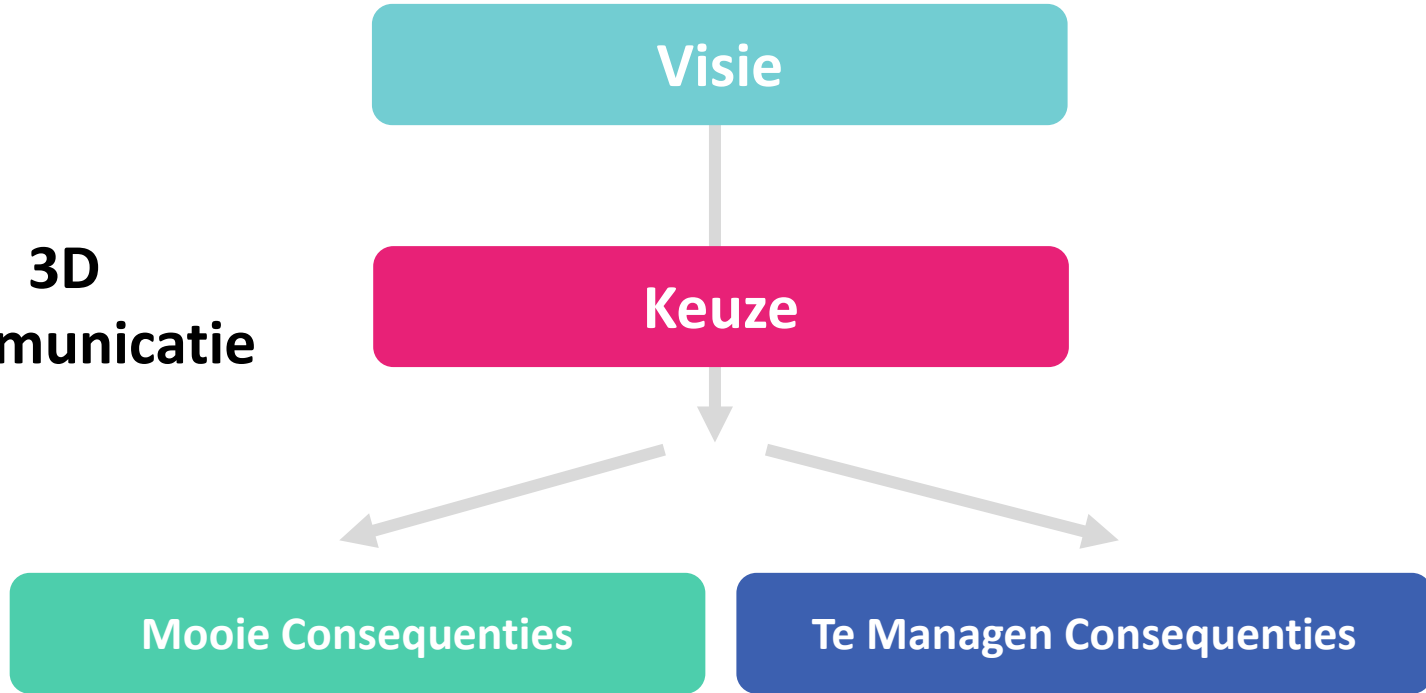 Visie
3D
municatie
Keuze
Mooie Consequenties
Te Managen Consequenties